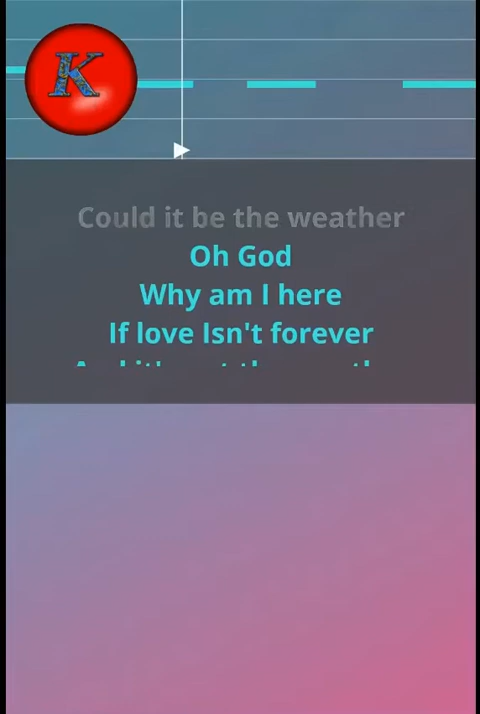 K
Could it be the weather
Oh God
Why am I here
If love Isn't forever